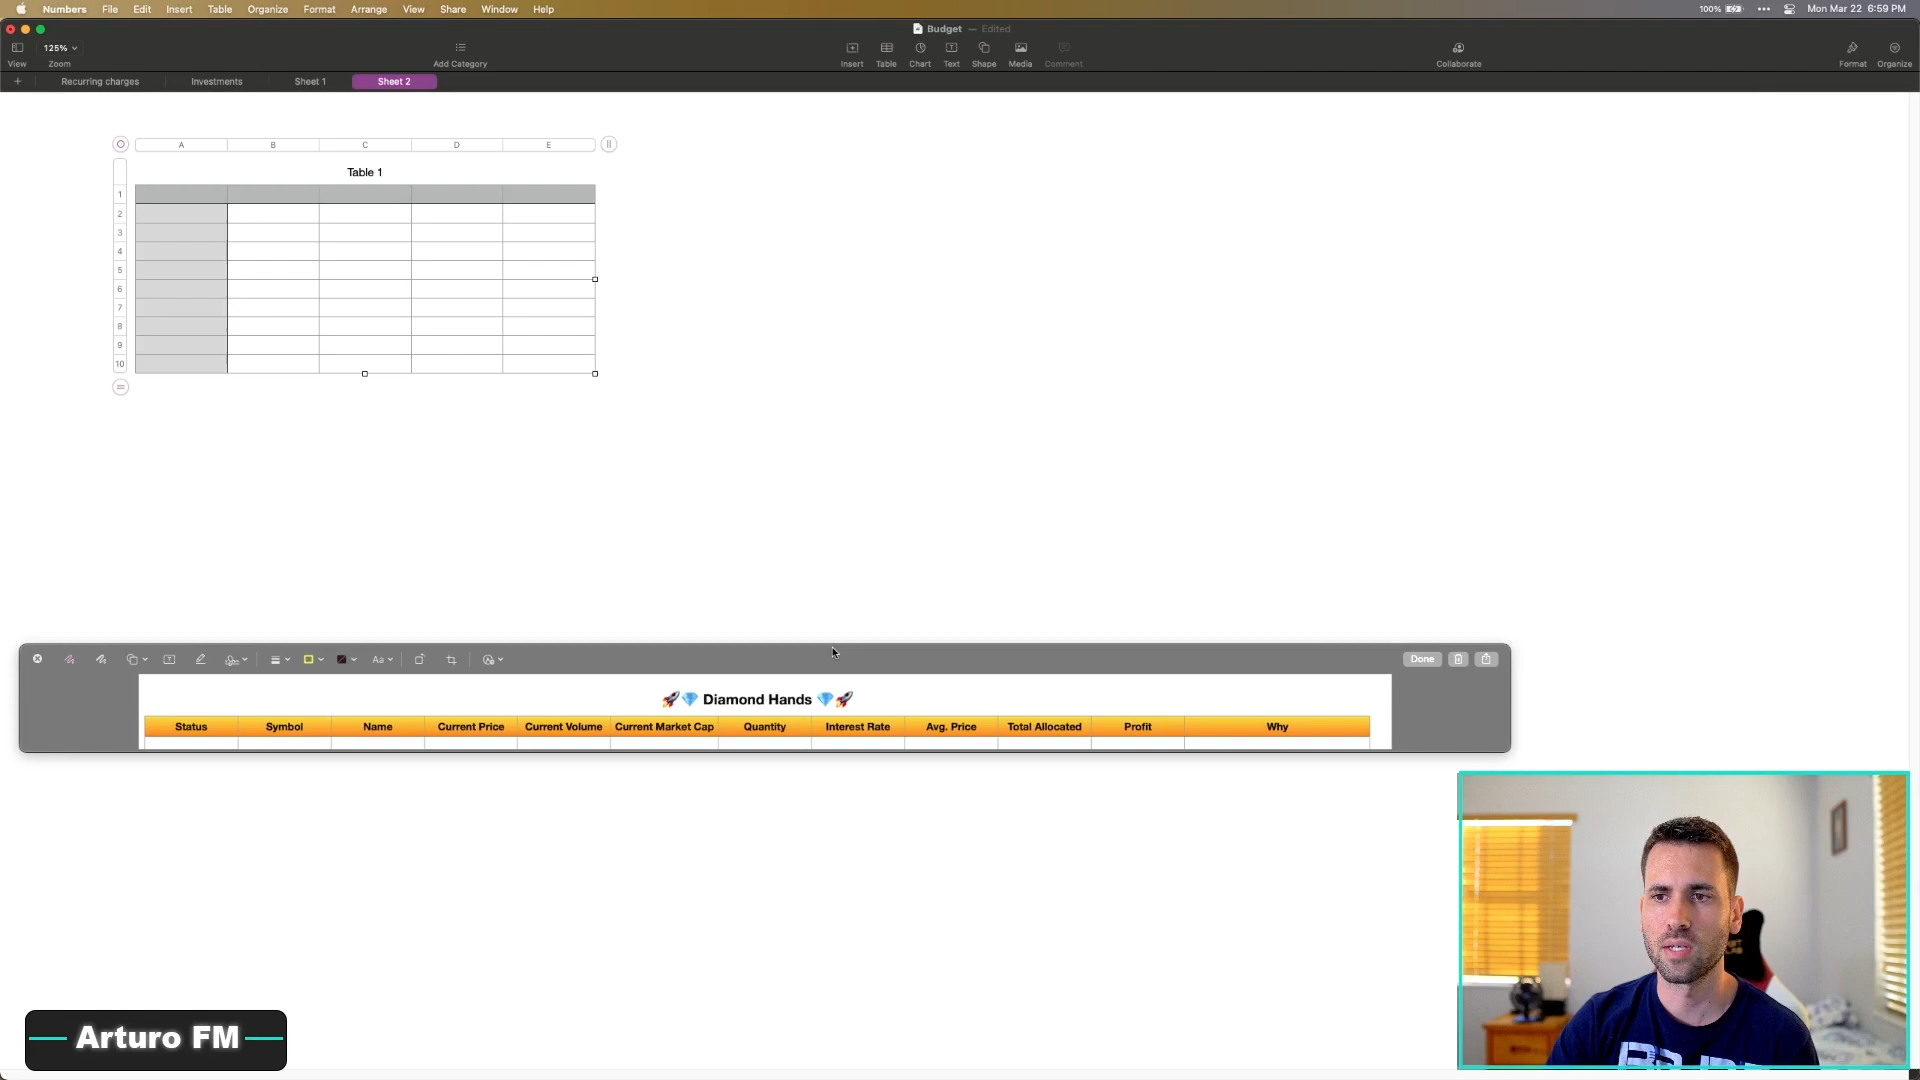 Numbers File Edit Insert Table Organize Format Arrange View Share Window Help 100% Mon Mar 22 6:59 PM
Budget — Edited
125%
View Zoom Add Category Insert Table Chart Text Shape Media Comment Collaborate Format Organize
Recurring charges Investments Sheet 1 Sheet 2
A B C D E
Table 1
1
2
3
4
5
6
7
8
9
10
Aa Done
🚀💎 Diamond Hands 💎🚀
Status Symbol Name Current Price Current Volume Current Market Cap Quantity Interest Rate Avg. Price Total Allocated Profit Why
Arturo FM